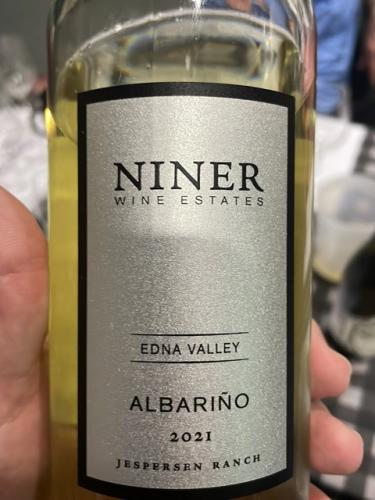 NINER
WINE ESTATES
EDNA VALLEY
ALBARIÑO
2021
JESPERSEN RANCH